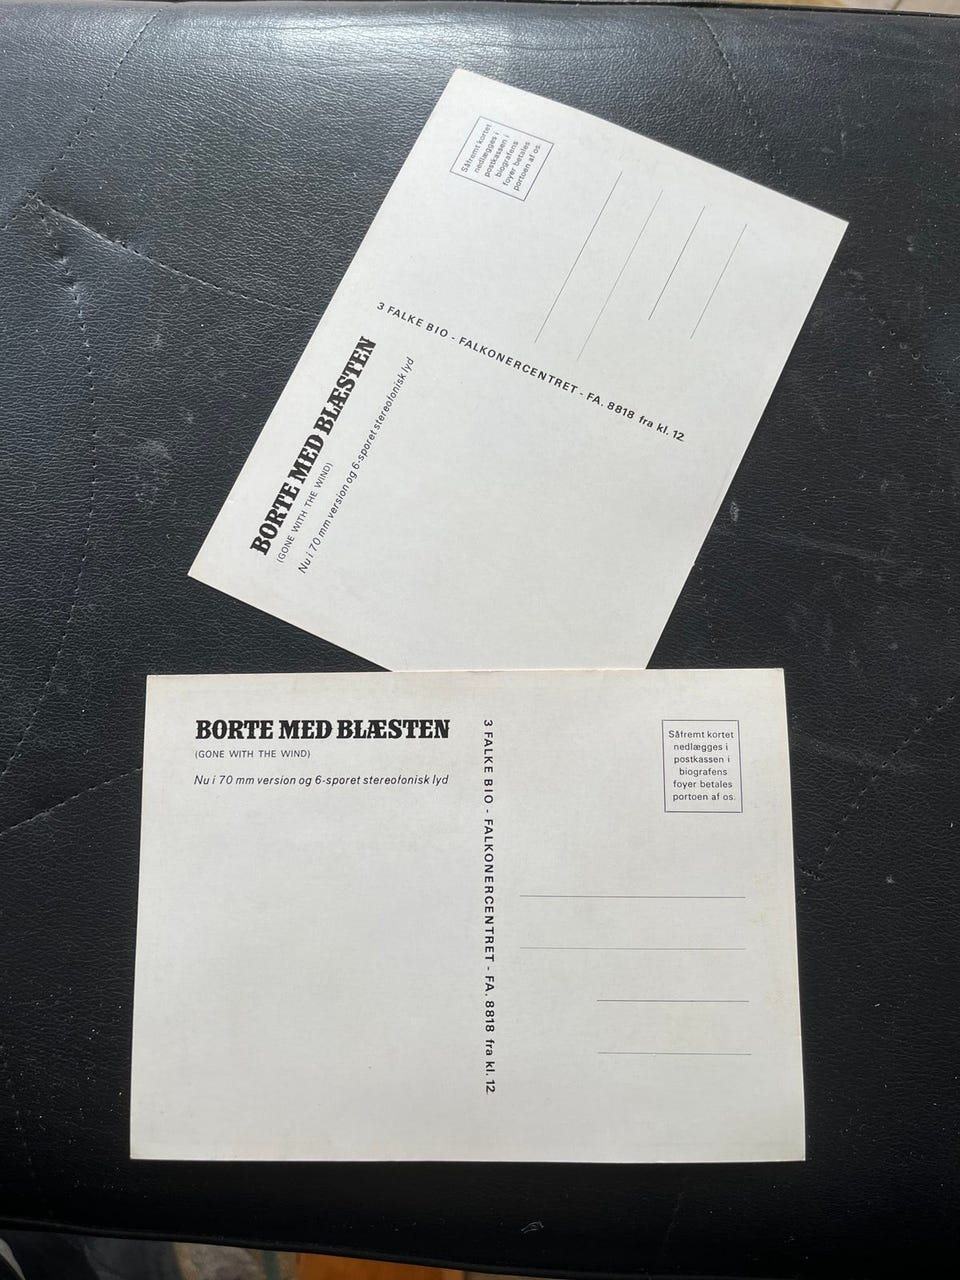 Såfremt kortet
nedlægges i
postkassen i
biografens
foyer betales
portoen af os.
3 FALKE BIO - FALKONERCENTRET - FA. 8818 fra kl. 12
BORTE MED BLÆSTEN
(GONE WITH THE WIND)
Nu i 70 mm version og 6-sporet stereofonisk lyd
BORTE MED BLÆSTEN
(GONE WITH THE WIND)
Nu i 70 mm version og 6-sporet stereofonisk lyd
3 FALKE BIO - FALKONERCENTRET - FA. 8818 fra kl. 12
Såfremt kortet
nedlægges i
postkassen i
biografens
foyer betales
portoen af os.